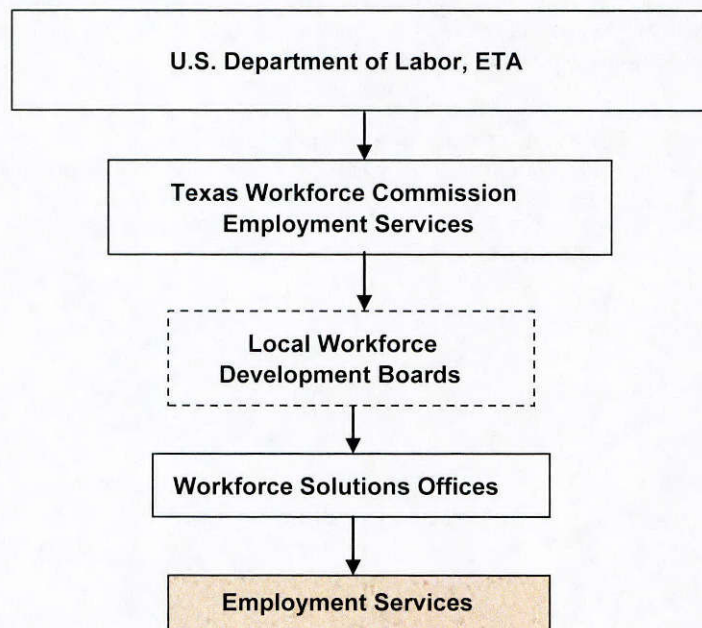 U.S. Department of Labor, ETA
Texas Workforce Commission
Employment Services
Local Workforce
Development Boards
Workforce Solutions Offices
Employment Services